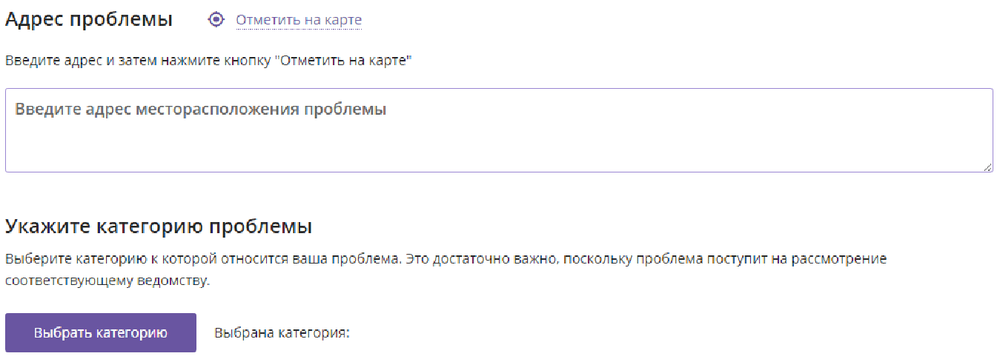 Адрес проблемы Отметить на карте
Введите адрес и затем нажмите кнопку "Отметить на карте"
Введите адрес месторасположения проблемы
Укажите категорию проблемы
Выберите категорию к которой относится ваша проблема. Это достаточно важно, поскольку проблема поступит на рассмотрение
соответствующему ведомству.
Выбрать категорию Выбрана категория: